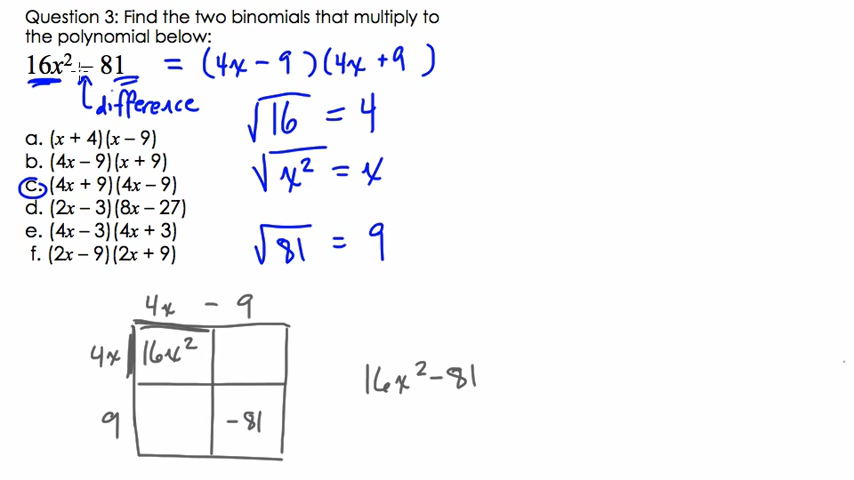 Question 3: Find the two binomials that multiply to
the polynomial below:
16x² – 81 = (4x – 9)(4x + 9)
difference
√16 = 4
√x² = x
√81 = 9
a. (x + 4)(x – 9)
b. (4x – 9)(x + 9)
c. (4x + 9)(4x – 9)
d. (2x – 3)(8x – 27)
e. (4x – 3)(4x + 3)
f. (2x – 9)(2x + 9)
4x – 9
4x 16x²
9 – 81
16x² – 81